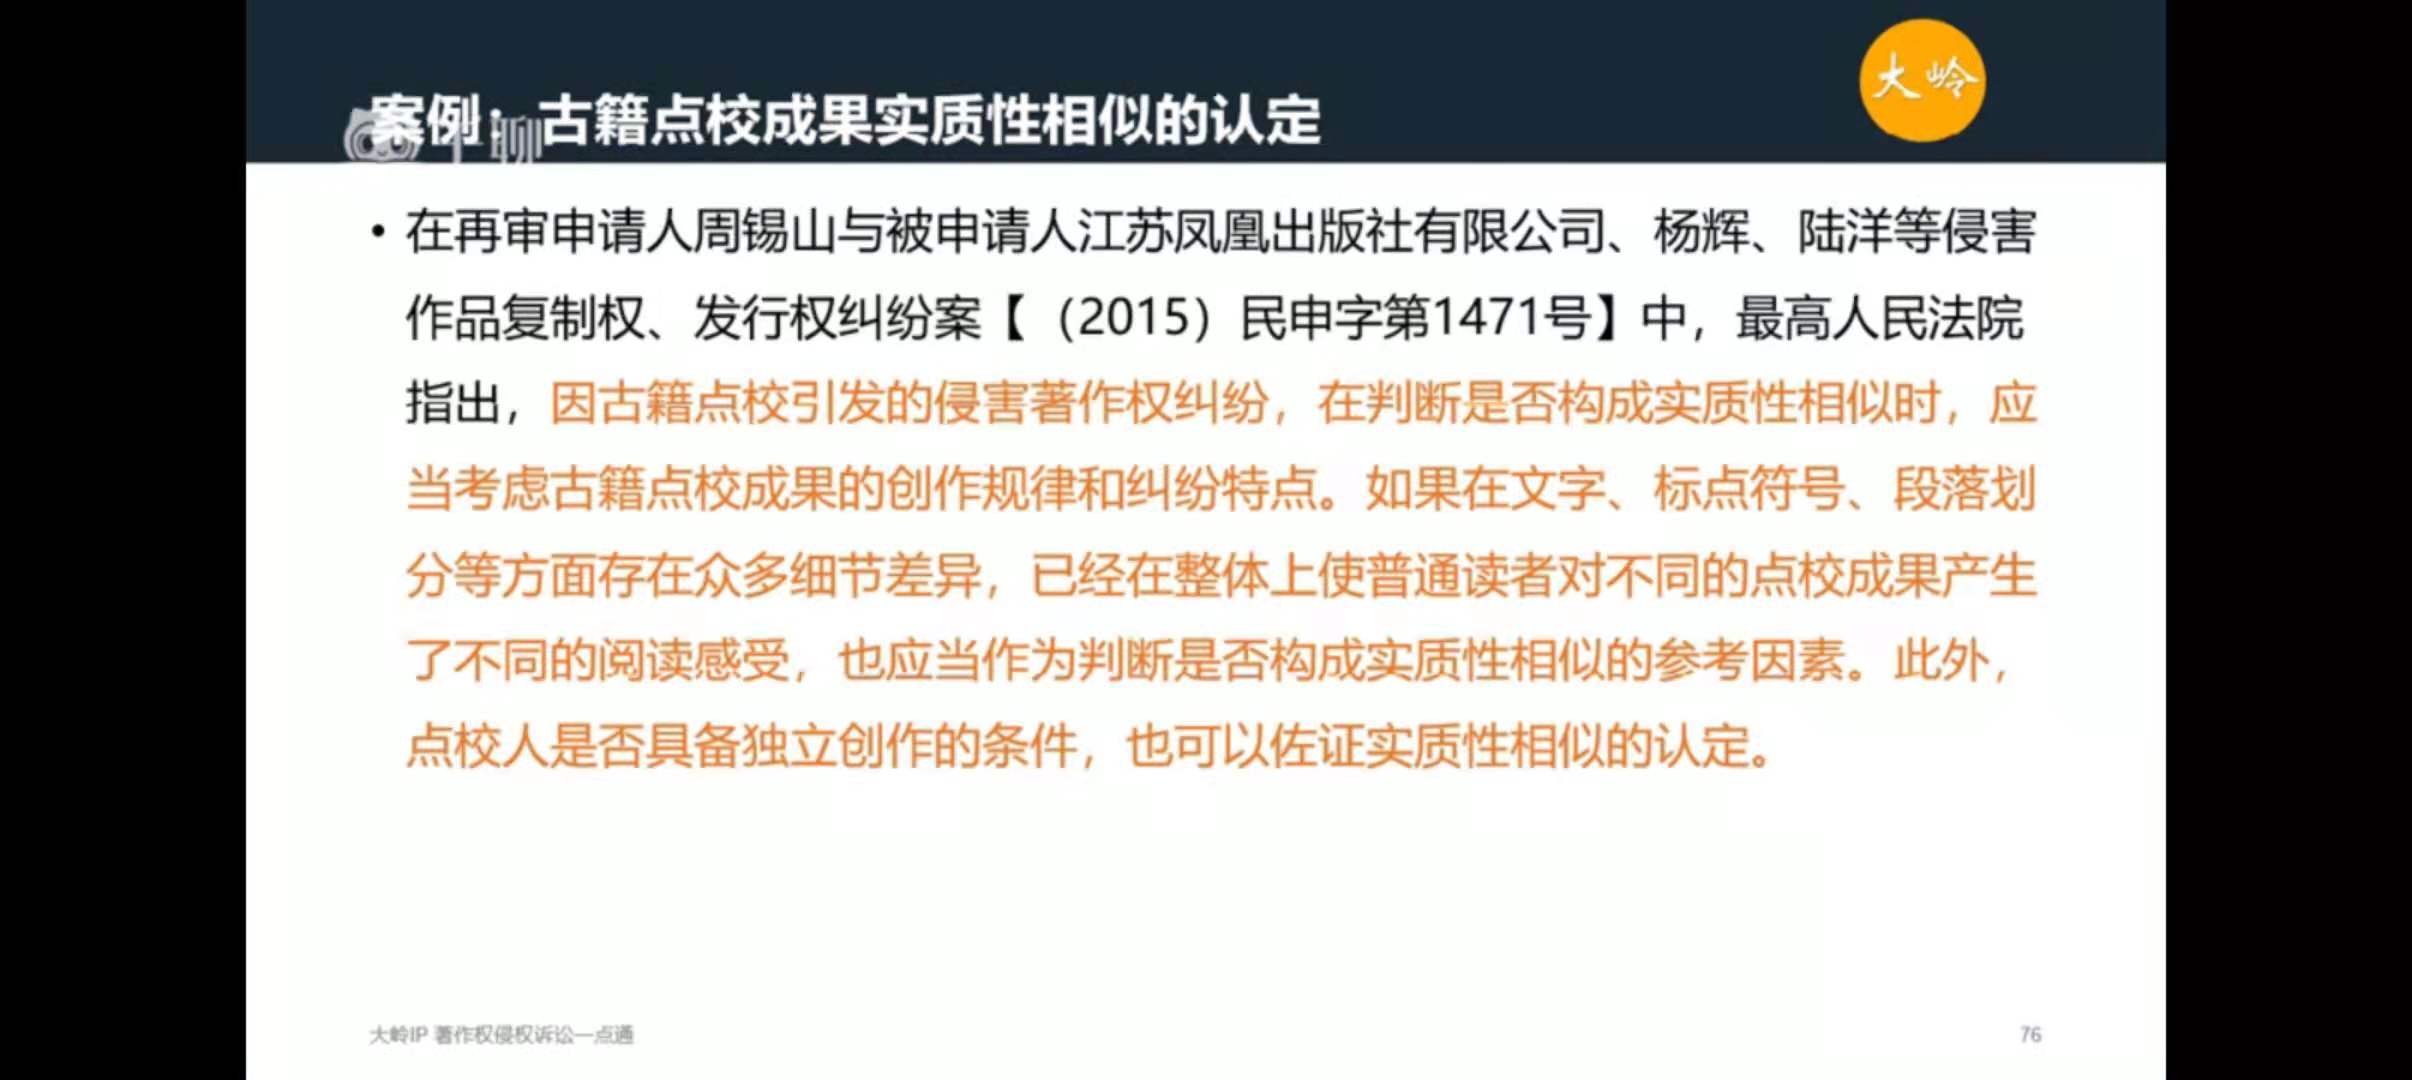 大岭
案例：古籍点校成果实质性相似的认定
• 在再审申请人周锡山与被申请人江苏凤凰出版社有限公司、杨辉、陆洋等侵害
作品复制权、发行权纠纷案【（2015）民申字第1471号】中，最高人民法院
指出，因古籍点校引发的侵害著作权纠纷，在判断是否构成实质性相似时，应
当考虑古籍点校成果的创作规律和纠纷特点。如果在文字、标点符号、段落划
分等方面存在众多细节差异，已经在整体上使普通读者对不同的点校成果产生
了不同的阅读感受，也应当作为判断是否构成实质性相似的参考因素。此外，
点校人是否具备独立创作的条件，也可以佐证实质性相似的认定。
大岭IP 著作权侵权诉讼一点通
76